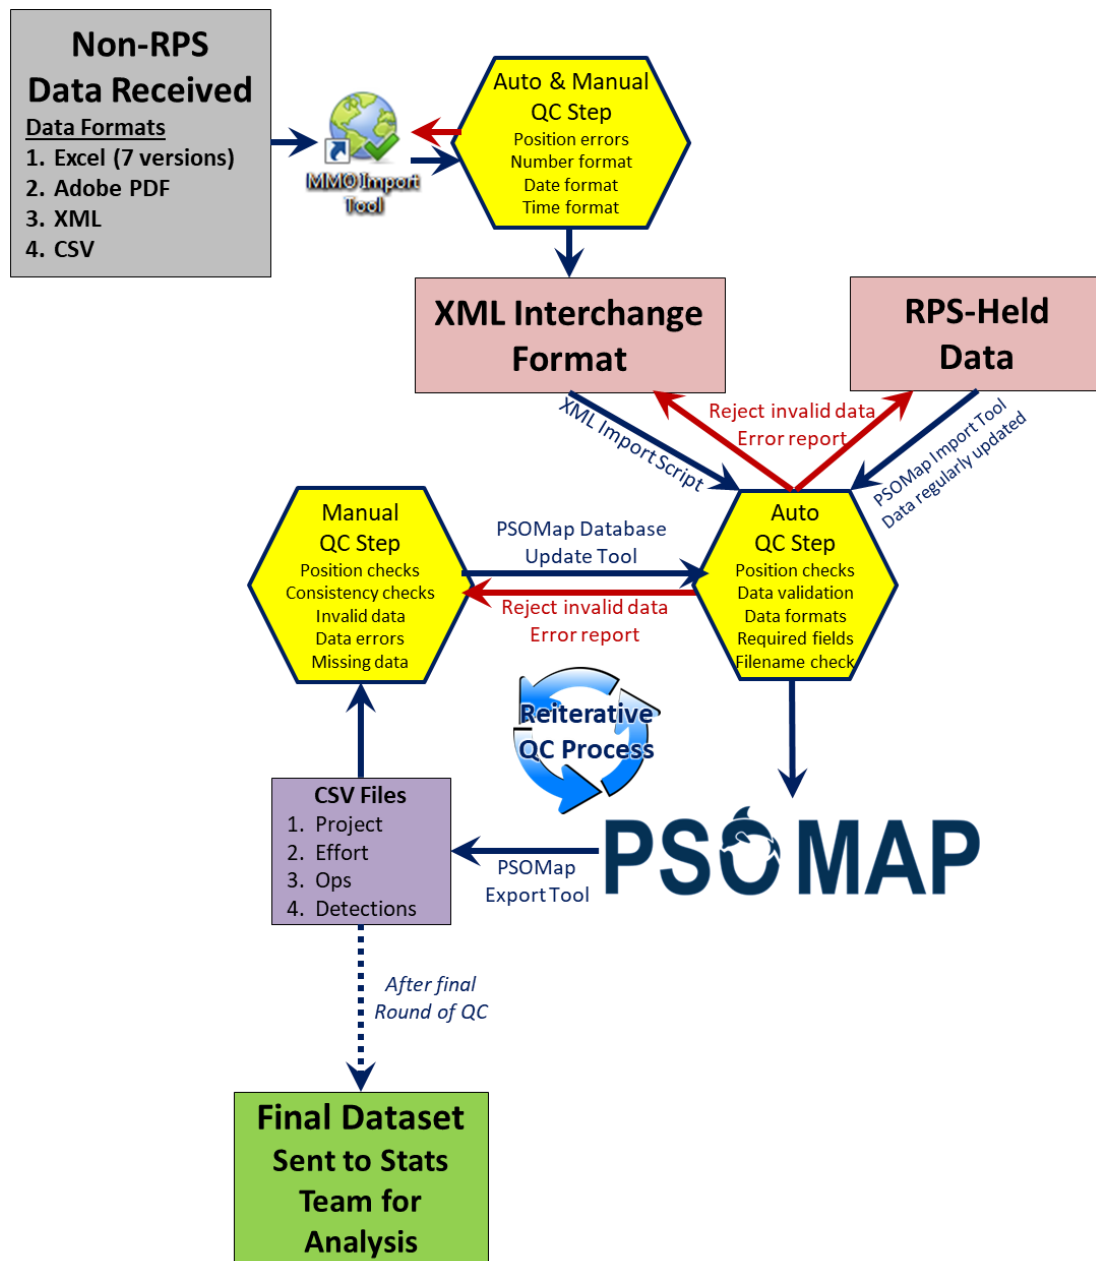 Non-RPS
Data Received
Data Formats
1. Excel (7 versions)
2. Adobe PDF
3. XML
4. CSV
MMO Import
Tool
Auto & Manual
QC Step
Position errors
Number format
Date format
Time format
XML Interchange
Format
RPS-Held
Data
XML Import Script
Reject invalid data
Error report
PSOMap Import Tool
Data regularly updated
Manual
QC Step
Position checks
Consistency checks
Invalid data
Data errors
Missing data
PSOMap Database
Update Tool
Reject invalid data
Error report
Auto
QC Step
Position checks
Data validation
Data formats
Required fields
Filename check
Reiterative
QC Process
CSV Files
1. Project
2. Effort
3. Ops
4. Detections
PSOMap
Export Tool
PSOMAP
After final
Round of QC
Final Dataset
Sent to Stats
Team for
Analysis